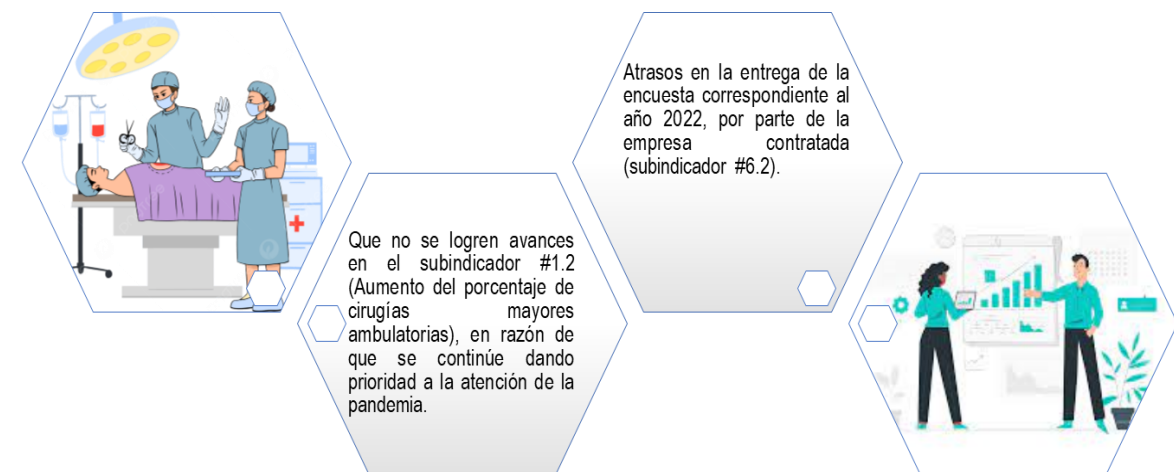 Que no se logren avances
en el subindicador #1.2
(Aumento del porcentaje de
cirugías mayores
ambulatorias), en razón de
que se continúe dando
prioridad a la atención de la
pandemia.
Atrasos en la entrega de la
encuesta correspondiente al
año 2022, por parte de la
empresa contratada
(subindicador #6.2).